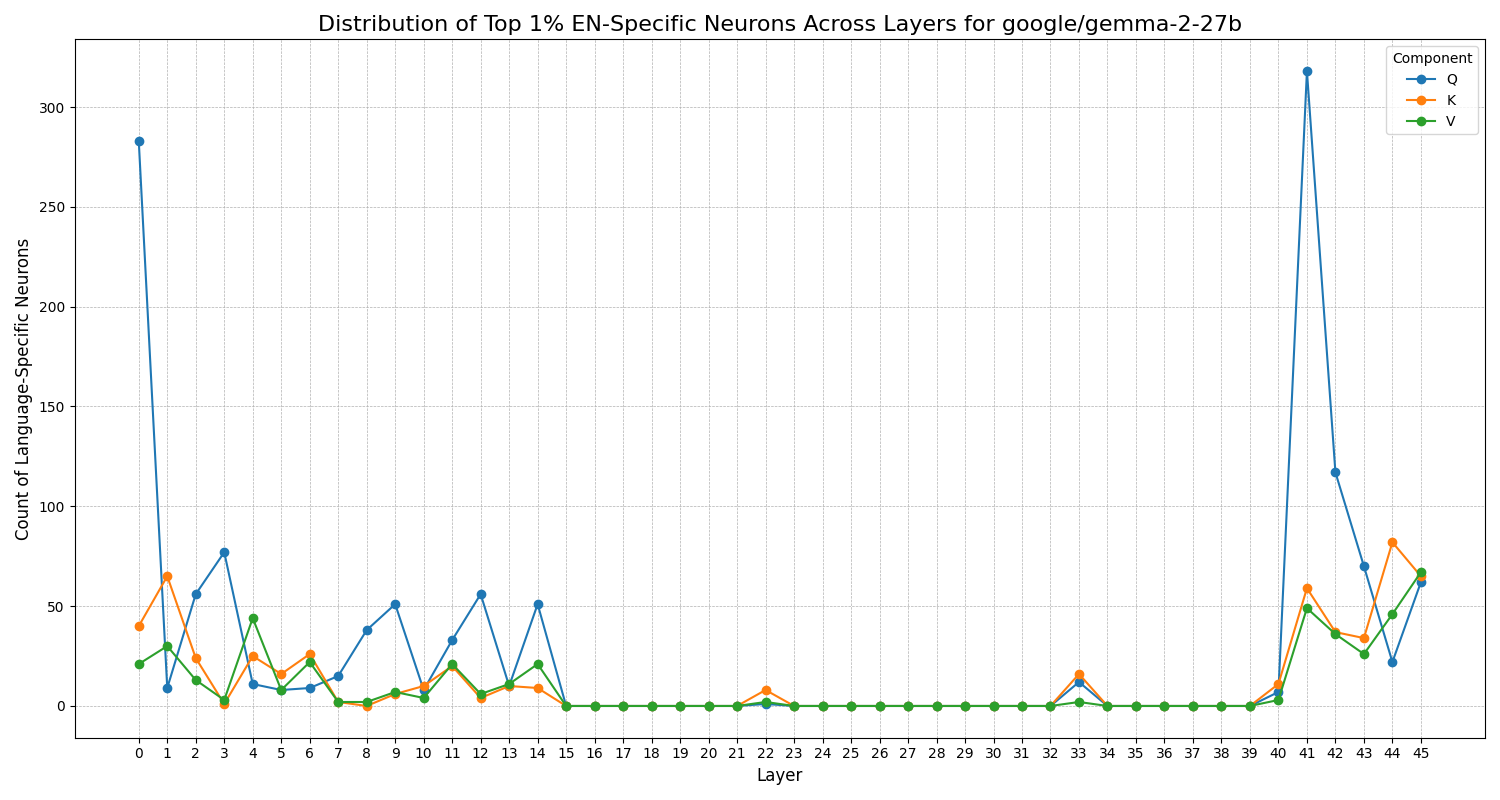 Distribution of Top 1% EN-Specific Neurons Across Layers for google/gemma-2-27b
Component
Q
K
V
Count of Language-Specific Neurons
300
250
200
150
100
50
0
0 1 2 3 4 5 6 7 8 9 10 11 12 13 14 15 16 17 18 19 20 21 22 23 24 25 26 27 28 29 30 31 32 33 34 35 36 37 38 39 40 41 42 43 44 45
Layer